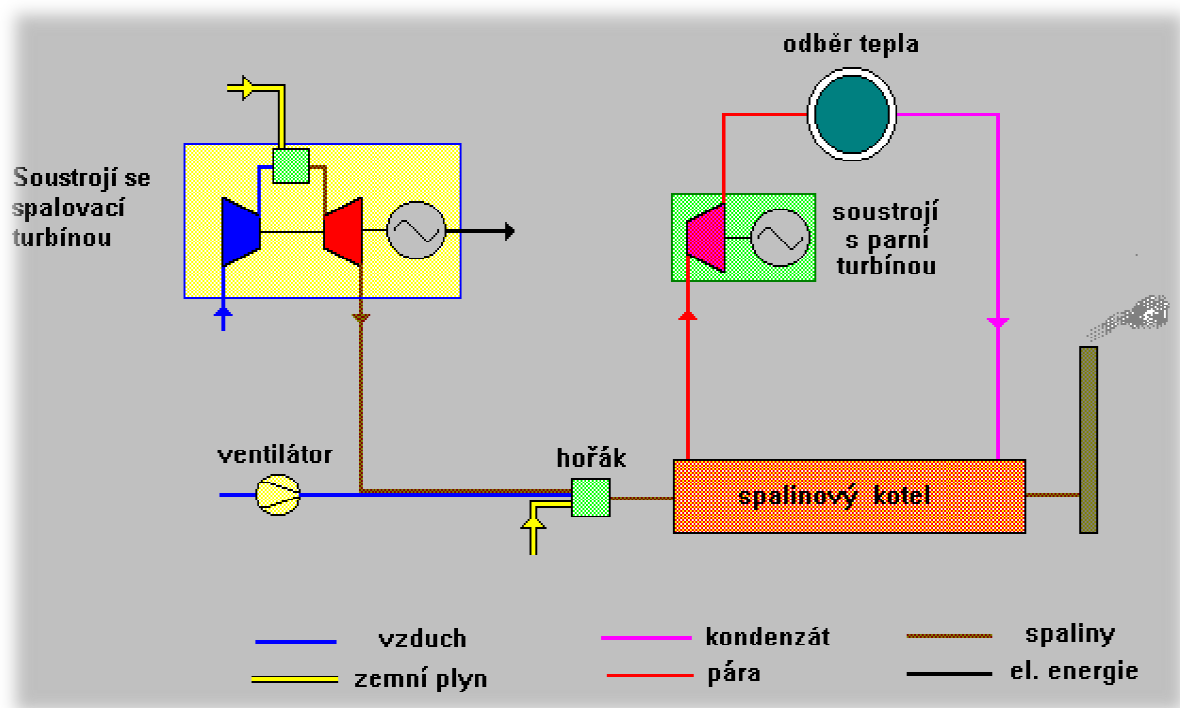 odběr tepla
Soustrojí se
spalovací
turbínou
soustrojí
s parní
turbínou
ventilátor
hořák
spalinový kotel
vzduch
kondenzát
spaliny
zemní plyn
pára
el. energie